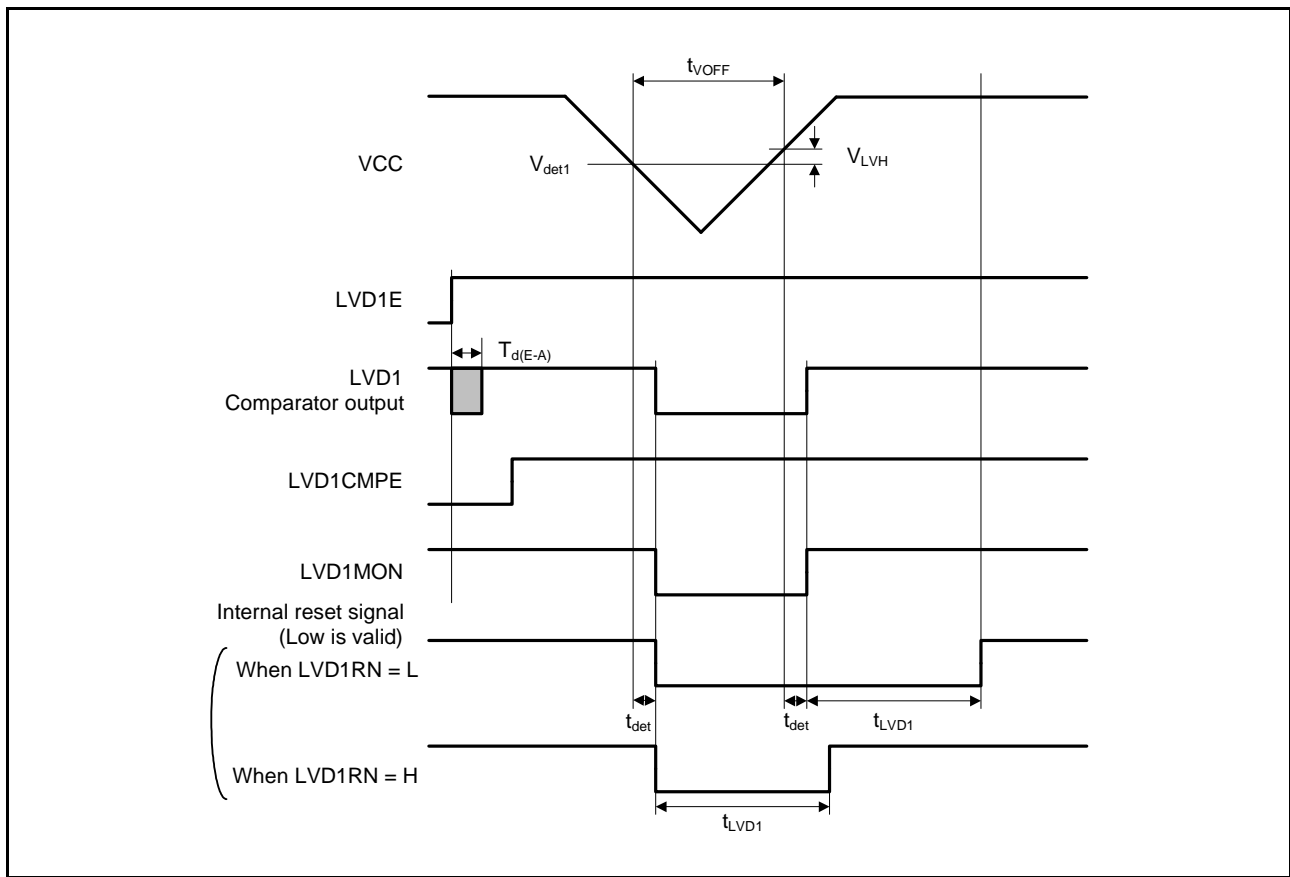 tVOFF
VCC
Vdet1
VLVH
LVD1E
Td(E-A)
LVD1
Comparator output
LVD1CMPE
LVD1MON
Internal reset signal
(Low is valid)
When LVD1RN = L
tdet
tdet
tLVD1
When LVD1RN = H
tLVD1